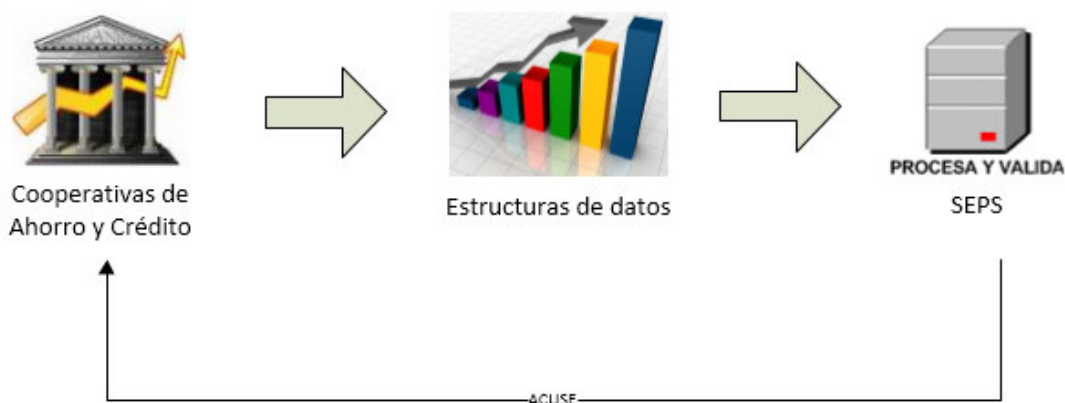 Cooperativas de
Ahorro y Crédito
Estructuras de datos
PROCESA Y VALIDA
SEPS
ACUSE